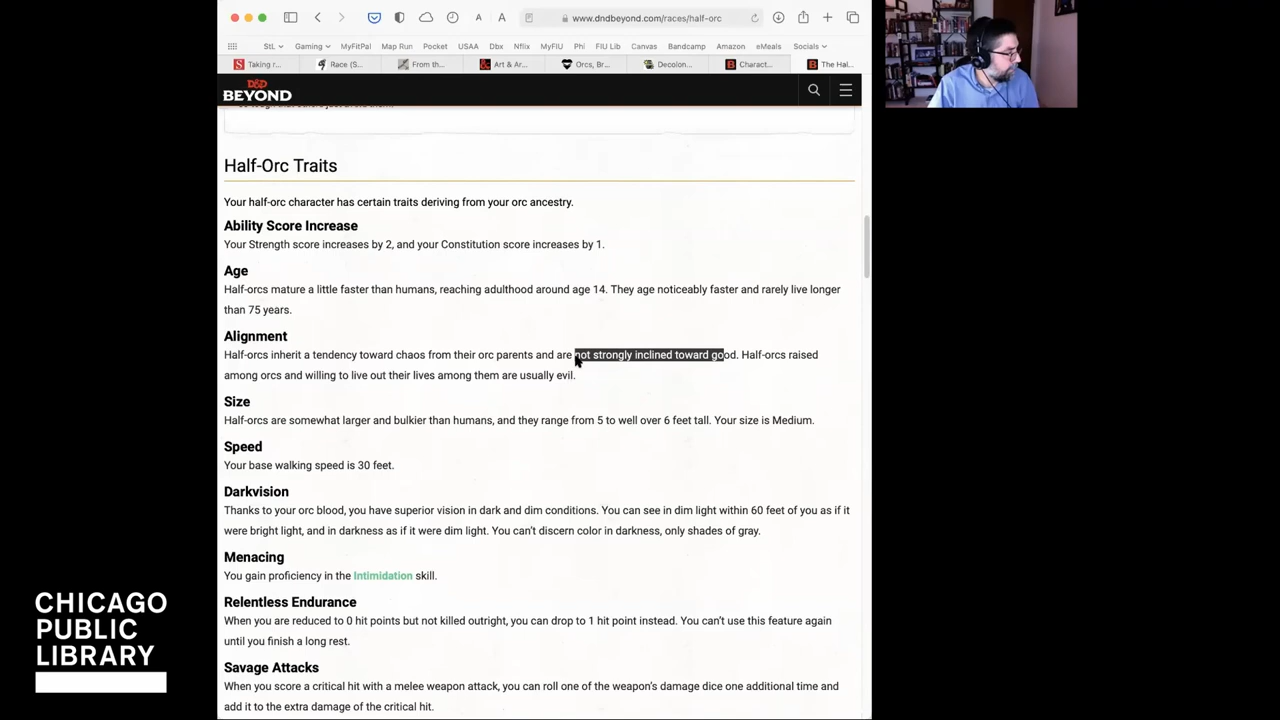 www.dndbeyond.com/races/half-orc
StL Gaming MyFitPal Map Run Pocket USAA Dbx Nflix MyFIU Phi FIU Lib Canvas Bandcamp Amazon eMeals Socials
Taking r... Race (S... From th... Art & Ar... Orcs, Br... Decolon... Charact... The Hal...
D&D
BEYOND
Half-Orc Traits
Your half-orc character has certain traits deriving from your orc ancestry.
Ability Score Increase
Your Strength score increases by 2, and your Constitution score increases by 1.
Age
Half-orcs mature a little faster than humans, reaching adulthood around age 14. They age noticeably faster and rarely live longer
than 75 years.
Alignment
Half-orcs inherit a tendency toward chaos from their orc parents and are not strongly inclined toward good. Half-orcs raised
among orcs and willing to live out their lives among them are usually evil.
Size
Half-orcs are somewhat larger and bulkier than humans, and they range from 5 to well over 6 feet tall. Your size is Medium.
Speed
Your base walking speed is 30 feet.
Darkvision
Thanks to your orc blood, you have superior vision in dark and dim conditions. You can see in dim light within 60 feet of you as if it
were bright light, and in darkness as if it were dim light. You can't discern color in darkness, only shades of gray.
Menacing
You gain proficiency in the Intimidation skill.
Relentless Endurance
When you are reduced to 0 hit points but not killed outright, you can drop to 1 hit point instead. You can't use this feature again
until you finish a long rest.
Savage Attacks
When you score a critical hit with a melee weapon attack, you can roll one of the weapon's damage dice one additional time and
add it to the extra damage of the critical hit.
CHICAGO
PUBLIC
LIBRARY